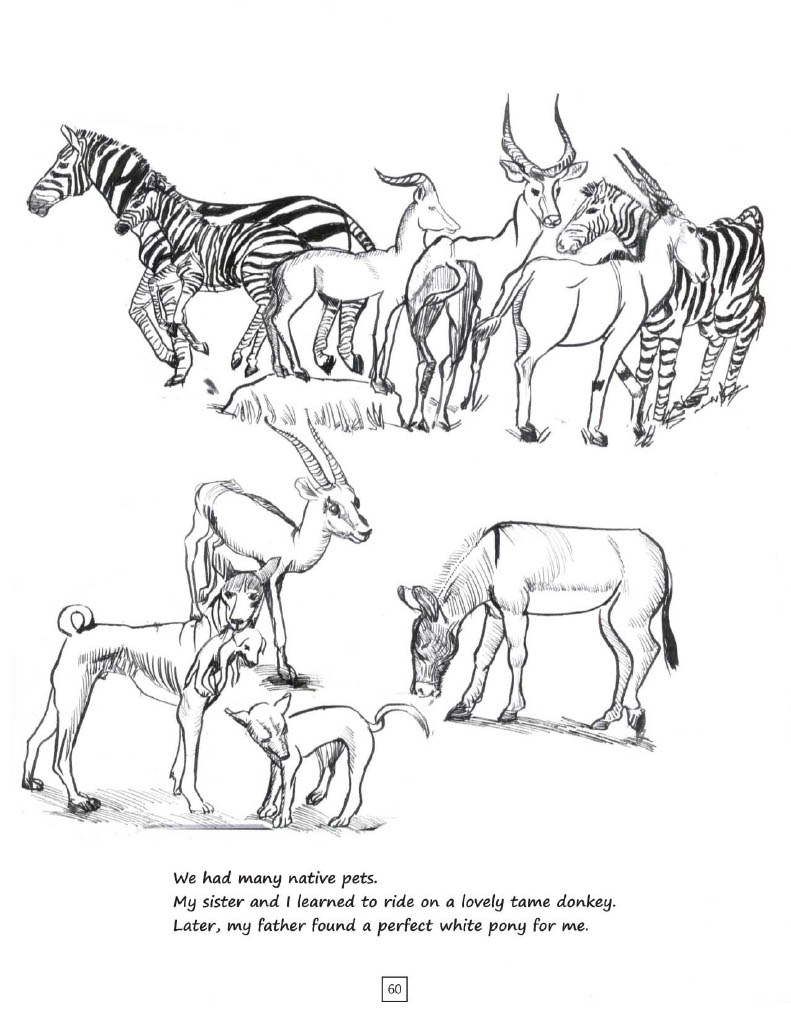 We had many native pets.
My sister and I learned to ride on a lovely tame donkey.
Later, my father found a perfect white pony for me.
60